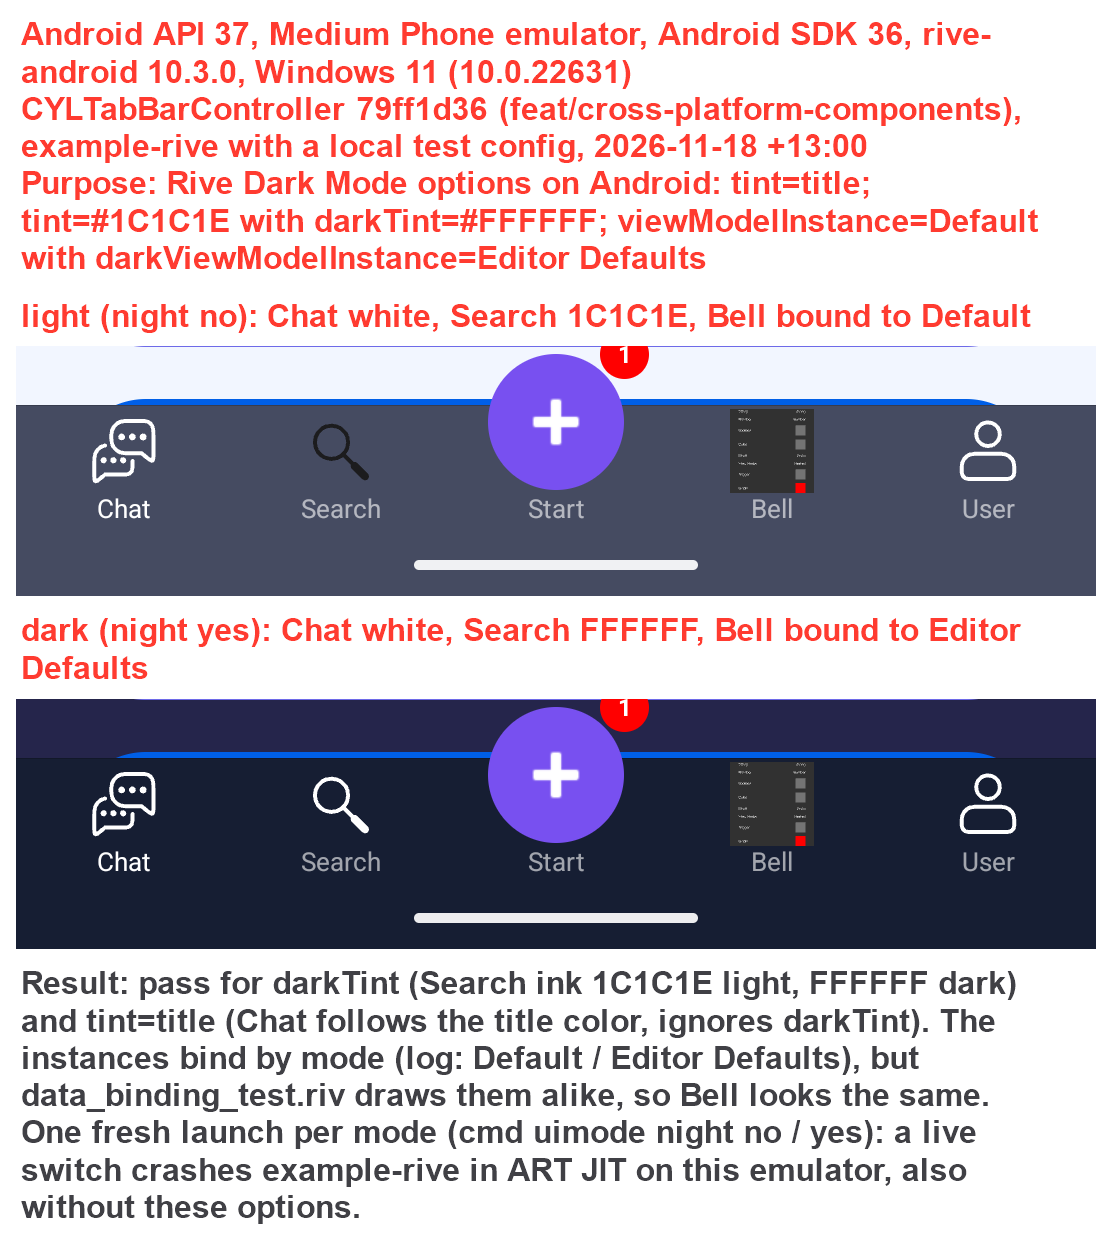 Android API 37, Medium Phone emulator, Android SDK 36, rive-
android 10.3.0, Windows 11 (10.0.22631)
CYLTabBarController 79ff1d36 (feat/cross-platform-components),
example-rive with a local test config, 2026-11-18 +13:00
Purpose: Rive Dark Mode options on Android: tint=title;
tint=#1C1C1E with darkTint=#FFFFFF; viewModelInstance=Default
with darkViewModelInstance=Editor Defaults
light (night no): Chat white, Search 1C1C1E, Bell bound to Default
1
Chat
Search
Start
Bell
User
dark (night yes): Chat white, Search FFFFFF, Bell bound to Editor
Defaults
1
Chat
Search
Start
Bell
User
Result: pass for darkTint (Search ink 1C1C1E light, FFFFFF dark)
and tint=title (Chat follows the title color, ignores darkTint). The
instances bind by mode (log: Default / Editor Defaults), but
data_binding_test.riv draws them alike, so Bell looks the same.
One fresh launch per mode (cmd uimode night no / yes): a live
switch crashes example-rive in ART JIT on this emulator, also
without these options.